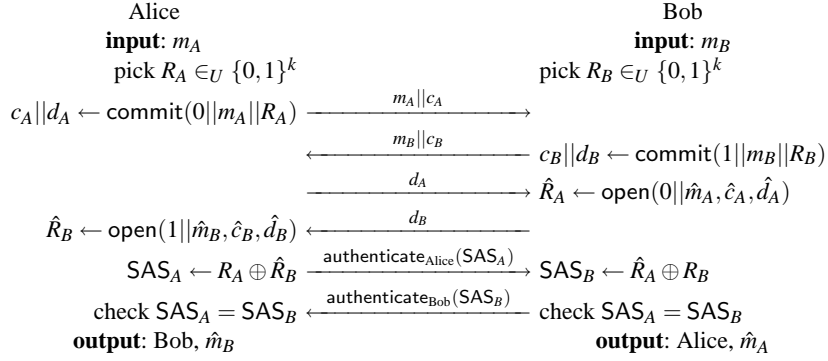 Alice Bob
input: m_A input: m_B
pick R_A ∈_U {0,1}^k pick R_B ∈_U {0,1}^k
c_A||d_A ← commit(0||m_A||R_A) m_A||c_A
m_B||c_B c_B||d_B ← commit(1||m_B||R_B)
d_A R̂_A ← open(0||m̂_A, ĉ_A, d̂_A)
R̂_B ← open(1||m̂_B, ĉ_B, d̂_B) d_B
SAS_A ← R_A ⊕ R̂_B authenticate_Alice(SAS_A) SAS_B ← R̂_A ⊕ R_B
check SAS_A = SAS_B authenticate_Bob(SAS_B) check SAS_A = SAS_B
output: Bob, m̂_B output: Alice, m̂_A